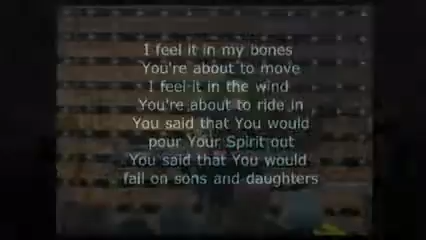 I feel it in my bones
You're about to move
I feel it in the wind
You're about to ride in
You said that You would
pour Your Spirit out
You said that You would
fall on sons and daughters